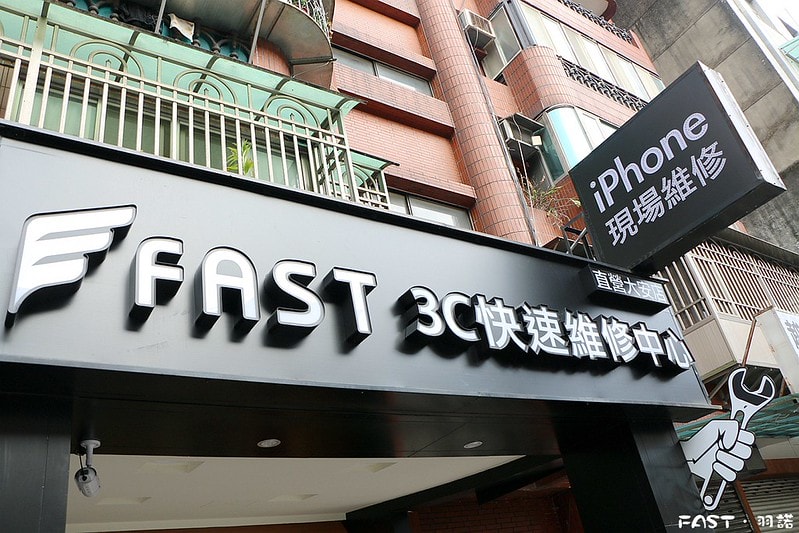 iPhone
現場維修
直營大安店
FAST 3C快速維修中心
FAST · 羽諾